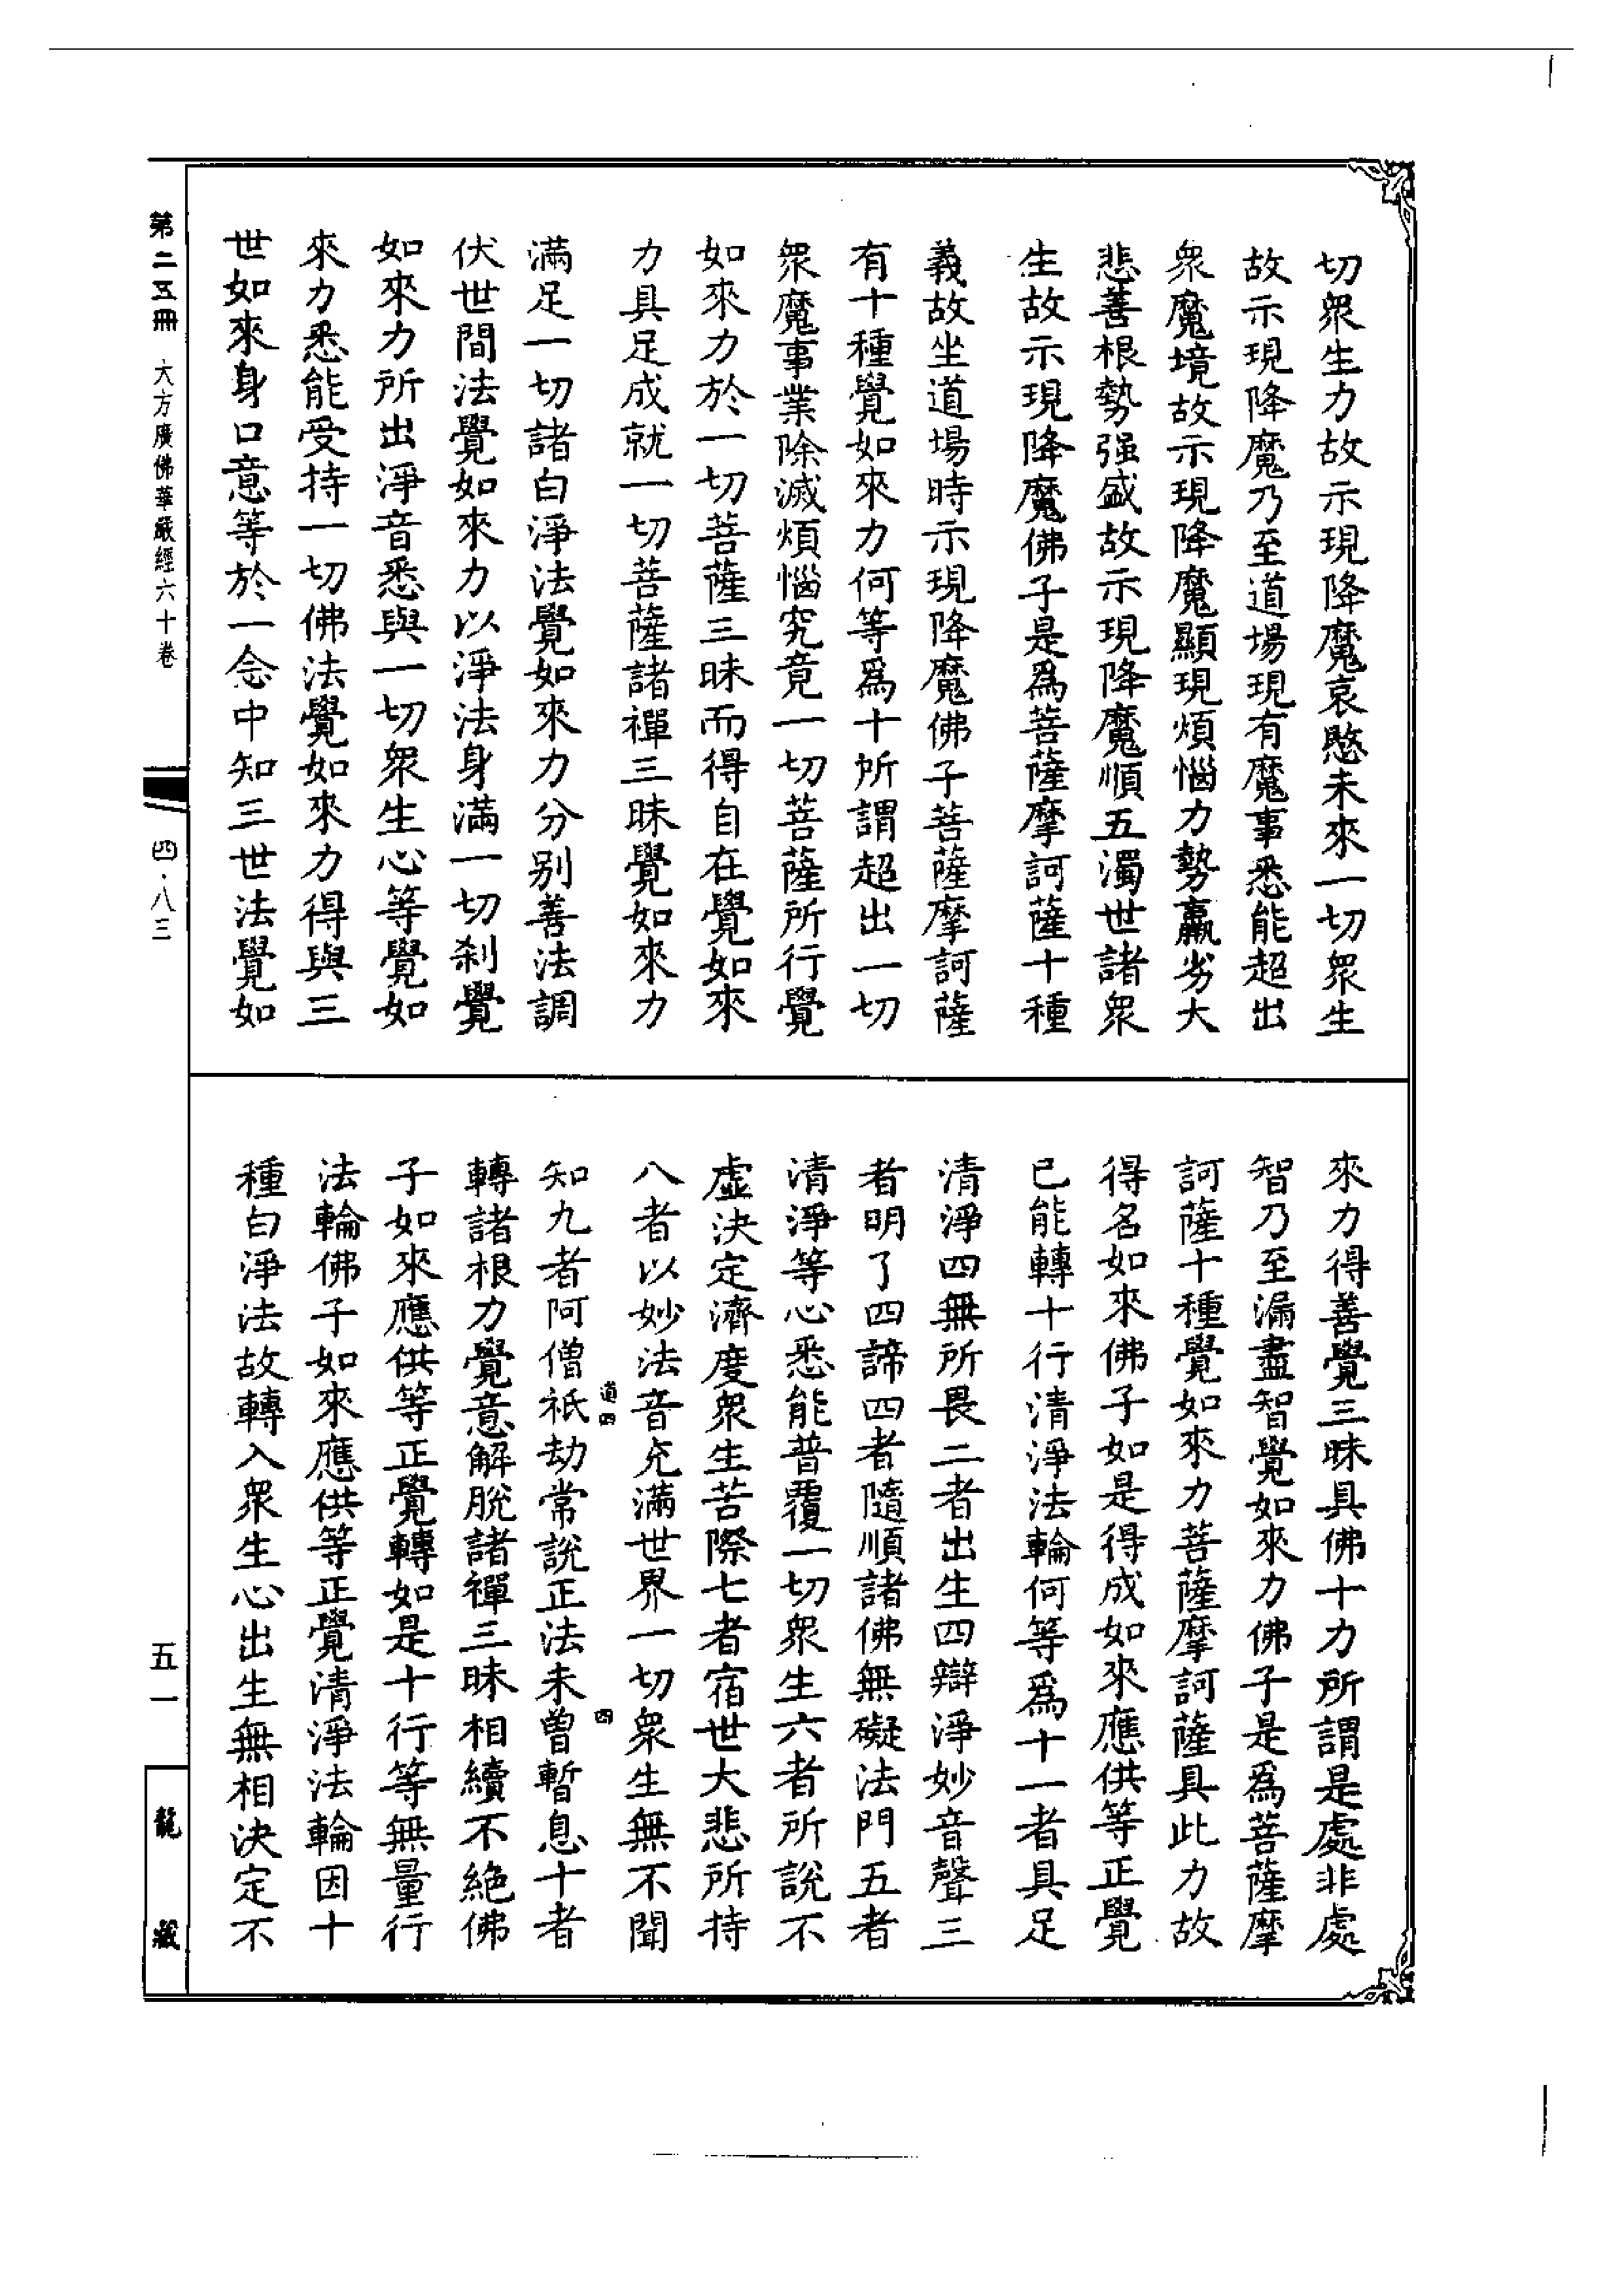 切衆生力故示現降魔哀愍未來一切衆生
故示現降魔乃至道場現有魔事悉能超出
衆魔境故示現降魔顯現煩惱力勢羸劣大
悲善根勢强盛故示現降魔順五濁世諸衆
生故示現降魔佛子是爲菩薩摩訶薩十種
義故坐道場時示現降魔佛子菩薩摩訶薩
有十種覺如來力何等爲十所謂超出一切
衆魔事業除滅煩惱究竟一切菩薩所行覺
如來力於一切菩薩三昧而得自在覺如來
力具足成就一切菩薩諸禪三昧覺如來力
滿足一切諸白淨法覺如來力分别善法調
伏世間法覺如來力以淨法身滿一切刹覺
如來力所出淨音悉與一切衆生心等覺如
來力悉能受持一切佛法覺如來力得與三
世如來身口意等於一念中知三世法覺如
來力得善覺三昧具佛十力所謂是處非處
智乃至漏盡智覺如來力佛子是爲菩薩摩
訶薩十種覺如來力菩薩摩訶薩具此力故
得名如來佛子如是得成如來應供等正覺
已能轉十行清淨法輪何等爲十一者具足
清淨四無所畏二者出生四辯淨妙音聲三
者明了四諦四者隨順諸佛無礙法門五者
清淨等心悉能普覆一切衆生六者所説不
虛決定濟度衆生苦際七者宿世大悲所持
八者以妙法音充滿世界一切衆生無不聞
道四
四
知九者阿僧祇劫常説正法未曾暫息十者
轉諸根力覺意解脫諸禪三昧相續不絶佛
子如來應供等正覺轉如是十行等無量行
法輪佛子如來應供等正覺清淨法輪因十
種白淨法故轉入衆生心出生無相決定不
第二五冊 大方廣佛華嚴經六十卷
四·八三
五一
龍藏